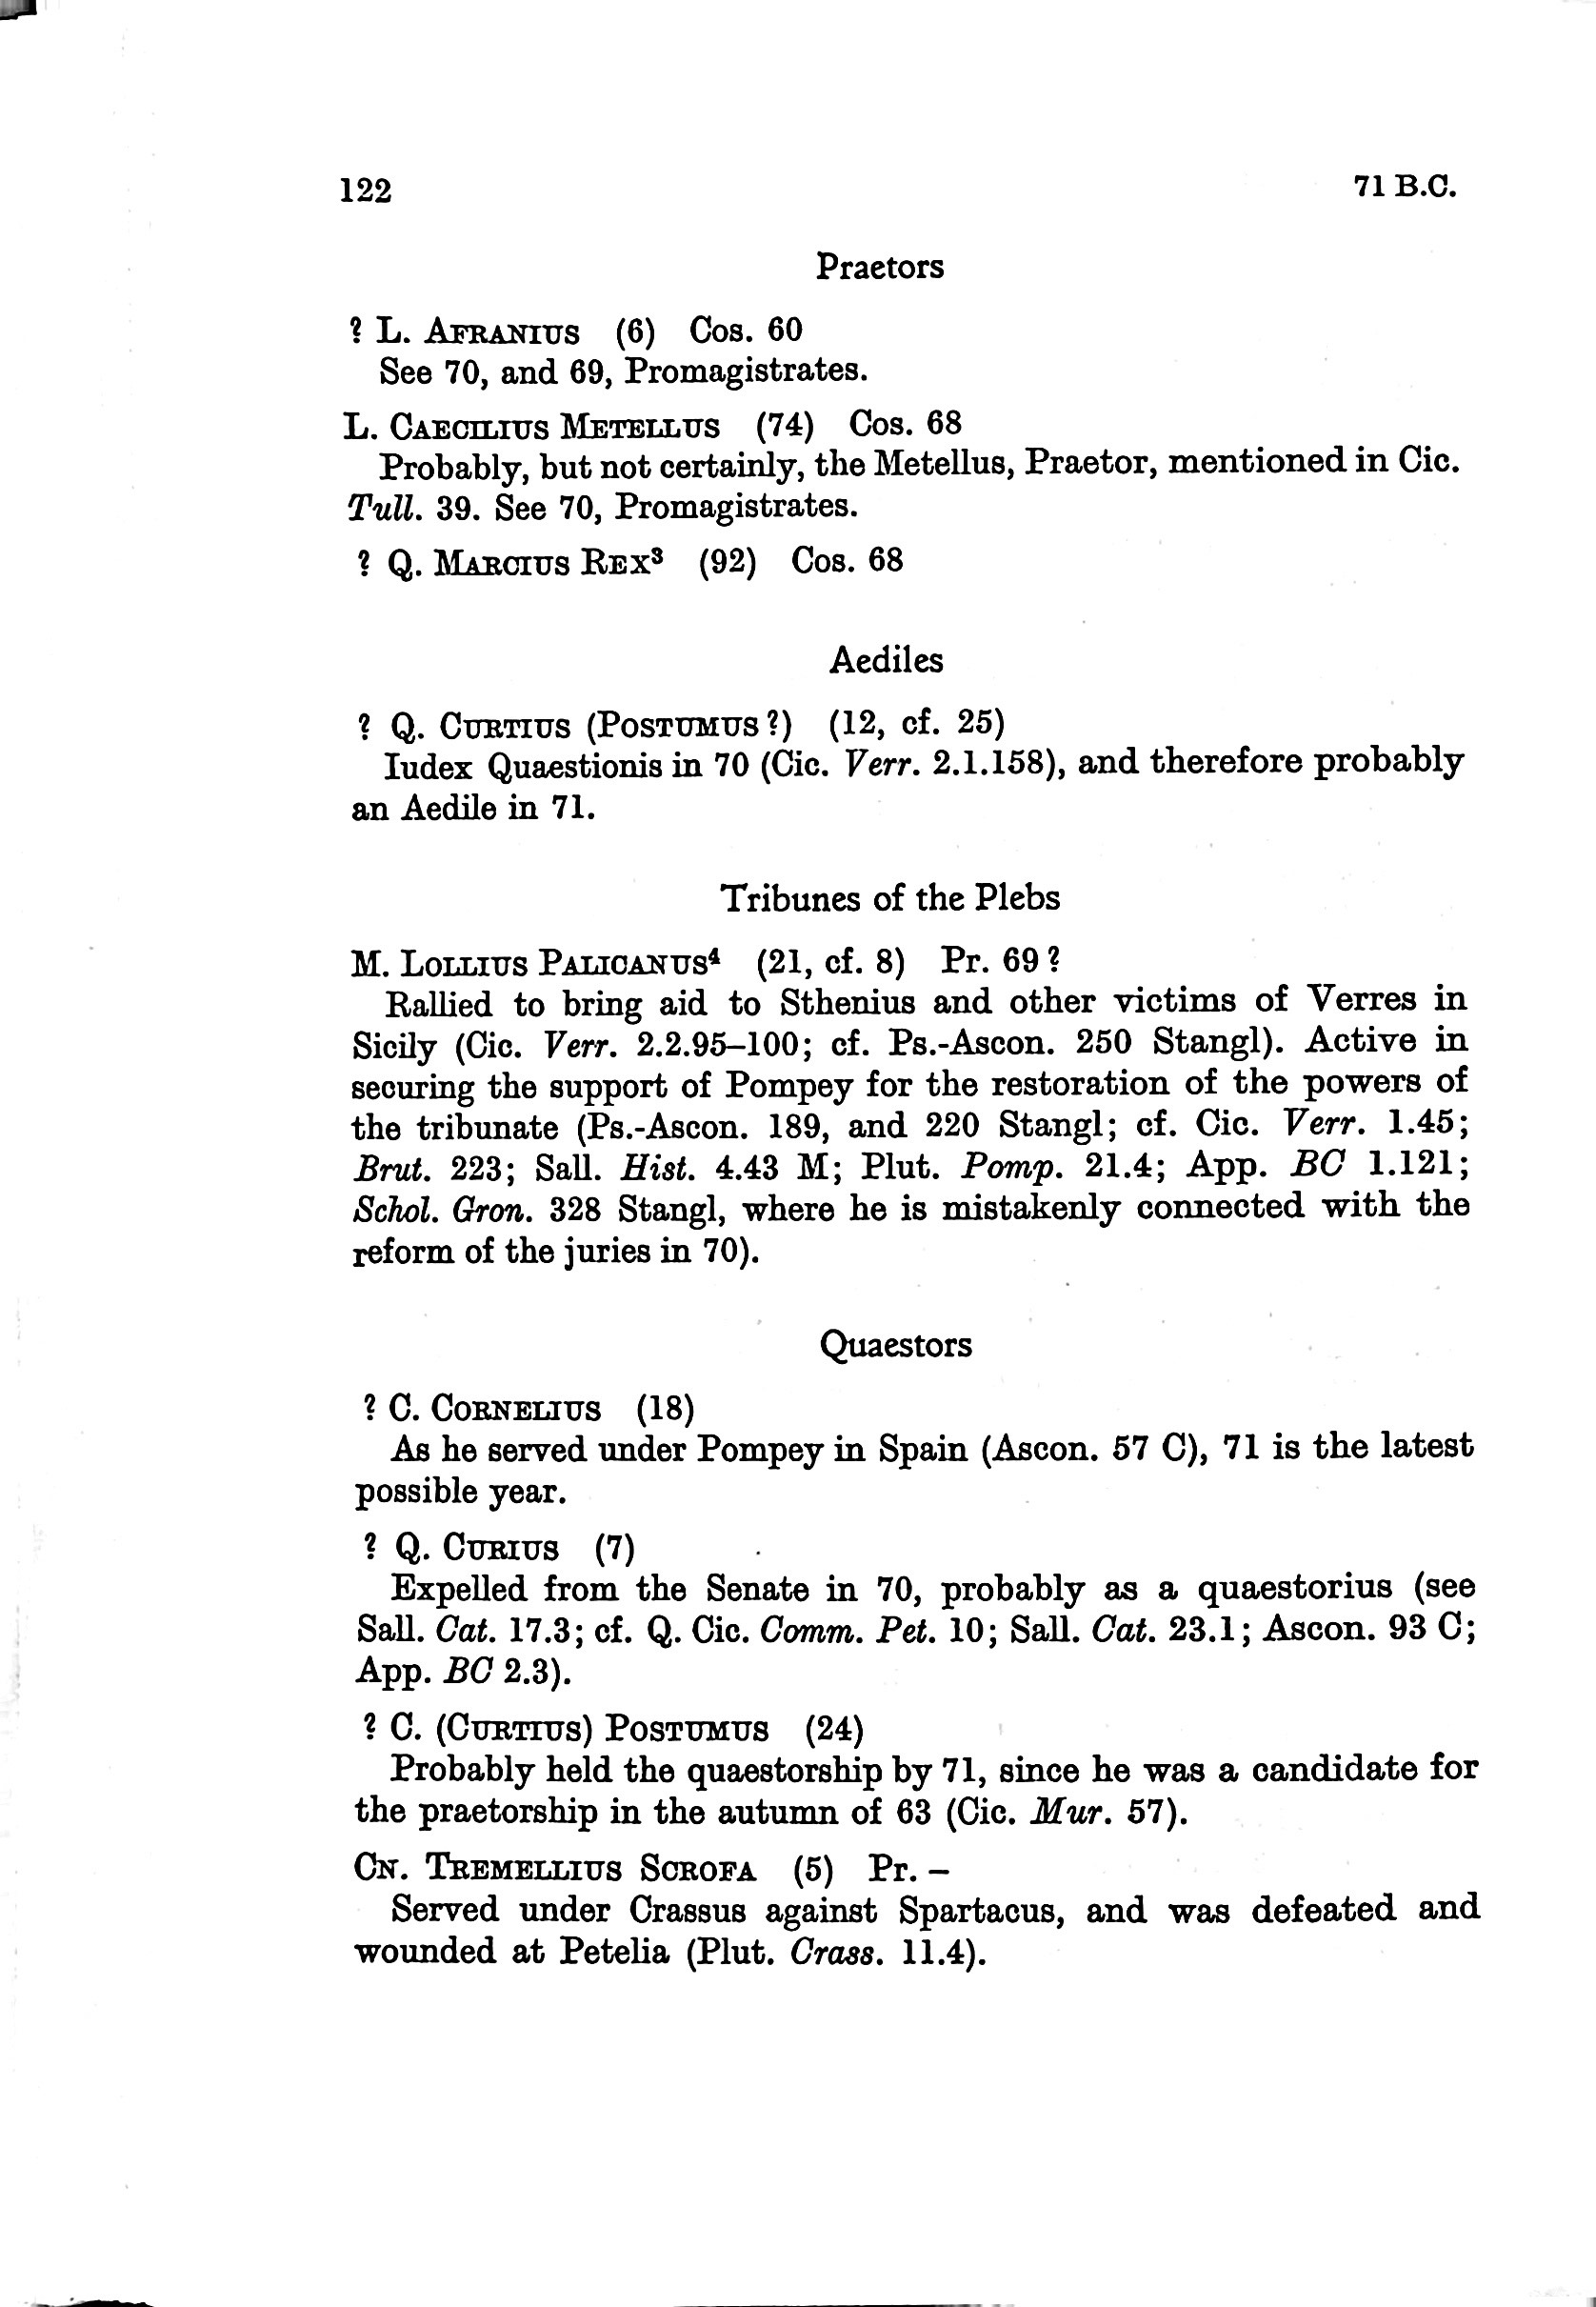 122 71 B.C.
Praetors
? L. AFRANIUS (6) Cos. 60
See 70, and 69, Promagistrates.
L. CAECILIUS METELLUS (74) Cos. 68
Probably, but not certainly, the Metellus, Praetor, mentioned in Cic.
Tull. 39. See 70, Promagistrates.
? Q. MARCIUS REX³ (92) Cos. 68
Aediles
? Q. CURTIUS (POSTUMUS?) (12, cf. 25)
Iudex Quaestionis in 70 (Cic. Verr. 2.1.158), and therefore probably
an Aedile in 71.
Tribunes of the Plebs
M. LOLLIUS PALICANUS⁴ (21, cf. 8) Pr. 69?
Rallied to bring aid to Sthenius and other victims of Verres in
Sicily (Cic. Verr. 2.2.95–100; cf. Ps.-Ascon. 250 Stangl). Active in
securing the support of Pompey for the restoration of the powers of
the tribunate (Ps.-Ascon. 189, and 220 Stangl; cf. Cic. Verr. 1.45;
Brut. 223; Sall. Hist. 4.43 M; Plut. Pomp. 21.4; App. BC 1.121;
Schol. Gron. 328 Stangl, where he is mistakenly connected with the
reform of the juries in 70).
Quaestors
? C. CORNELIUS (18)
As he served under Pompey in Spain (Ascon. 57 C), 71 is the latest
possible year.
? Q. CURIUS (7)
Expelled from the Senate in 70, probably as a quaestorius (see
Sall. Cat. 17.3; cf. Q. Cic. Comm. Pet. 10; Sall. Cat. 23.1; Ascon. 93 C;
App. BC 2.3).
? C. (CURTIUS) POSTUMUS (24)
Probably held the quaestorship by 71, since he was a candidate for
the praetorship in the autumn of 63 (Cic. Mur. 57).
CN. TREMELLIUS SCROFA (5) Pr. –
Served under Crassus against Spartacus, and was defeated and
wounded at Petelia (Plut. Crass. 11.4).